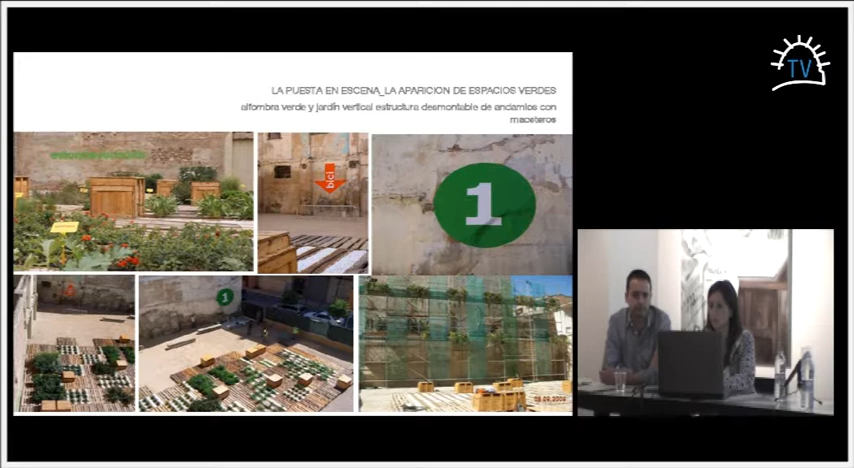 TV
LA PUESTA EN ESCENA_LA APARICION DE ESPACIOS VERDES
alfombra verde y jardín vertical estructura desmontable de andamios con
maceteros
bici
1